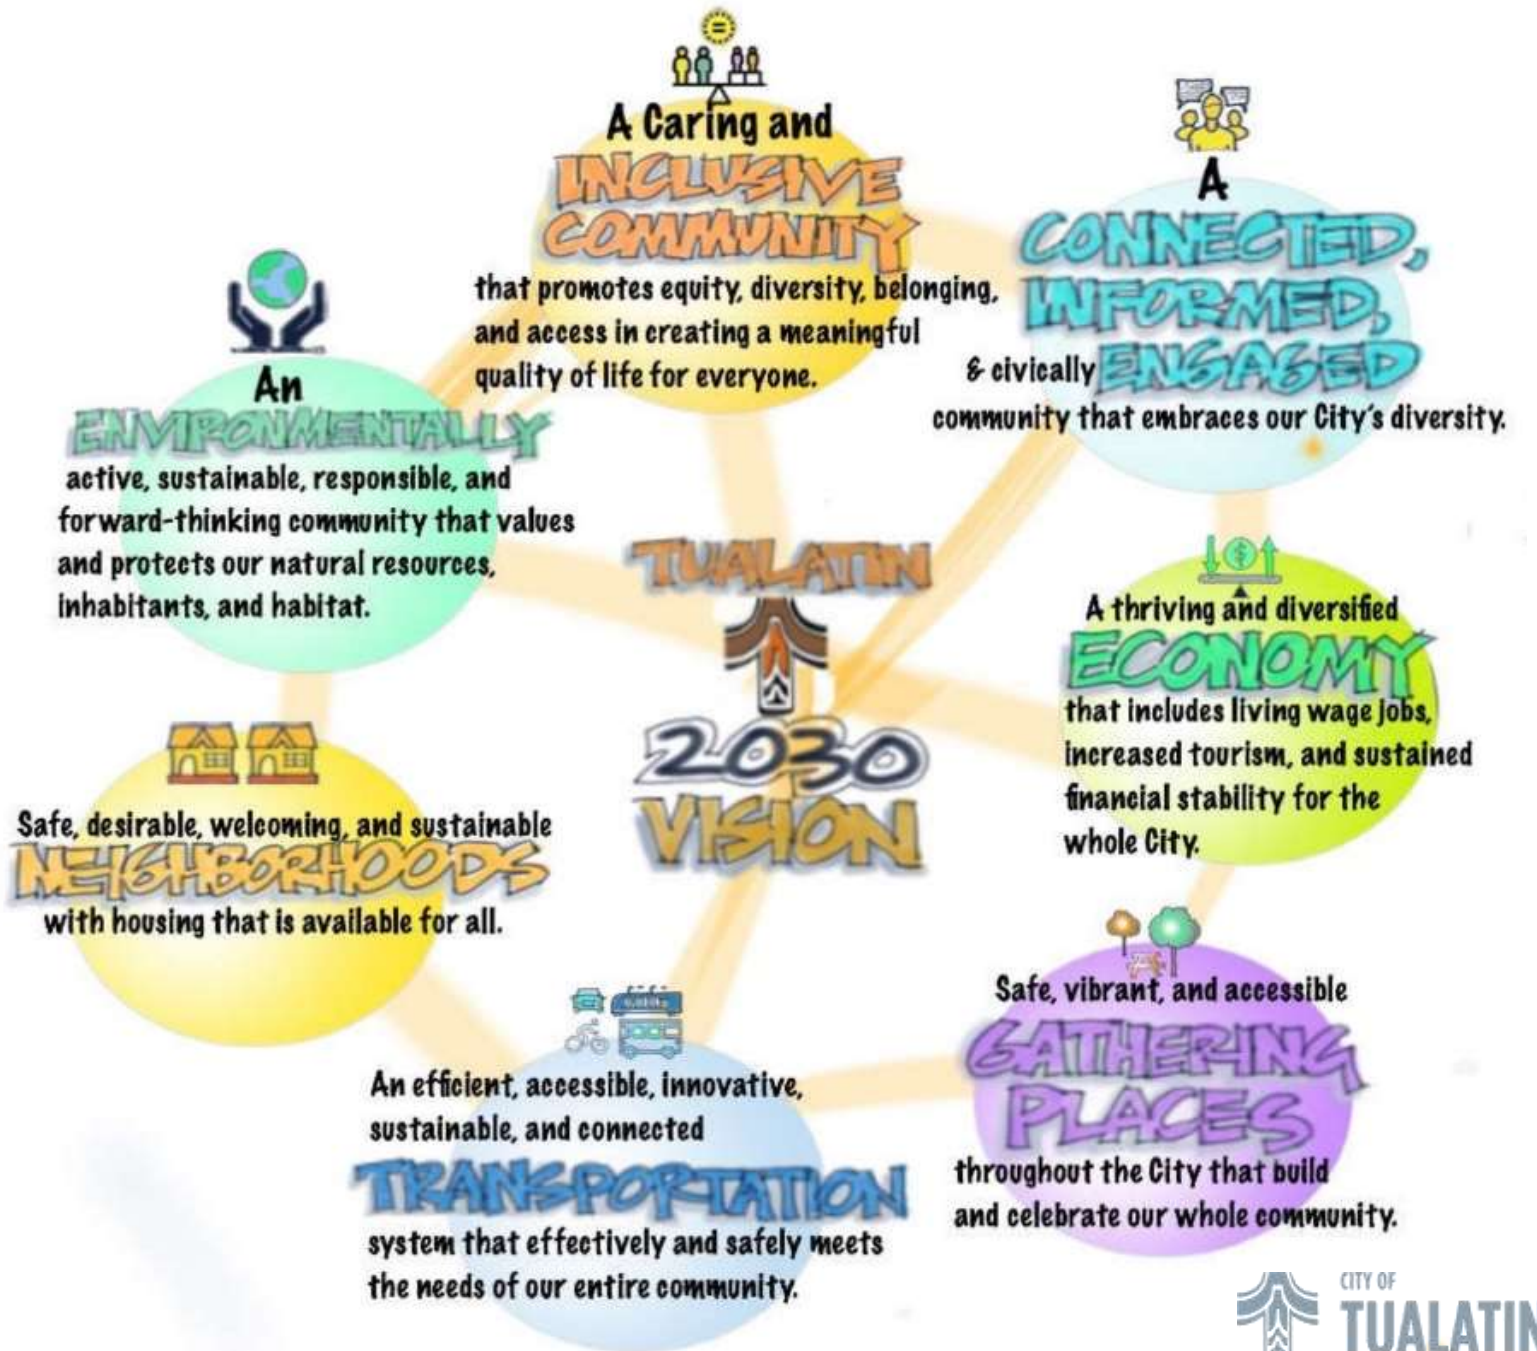 A Caring and
INCLUSIVE
COMMUNITY
that promotes equity, diversity, belonging,
and access in creating a meaningful
quality of life for everyone.
A
CONNECTED,
INFORMED,
& civically ENGAGED
community that embraces our City's diversity.
An
ENVIRONMENTALLY
active, sustainable, responsible, and
forward-thinking community that values
and protects our natural resources,
inhabitants, and habitat.
TUALATIN
2030
VISION
A thriving and diversified
ECONOMY
that includes living wage jobs,
increased tourism, and sustained
financial stability for the
whole City.
Safe, desirable, welcoming, and sustainable
NEIGHBORHOODS
with housing that is available for all.
An efficient, accessible, innovative,
sustainable, and connected
TRANSPORTATION
system that effectively and safely meets
the needs of our entire community.
Safe, vibrant, and accessible
GATHERING
PLACES
throughout the City that build
and celebrate our whole community.
CITY OF
TUALATIN